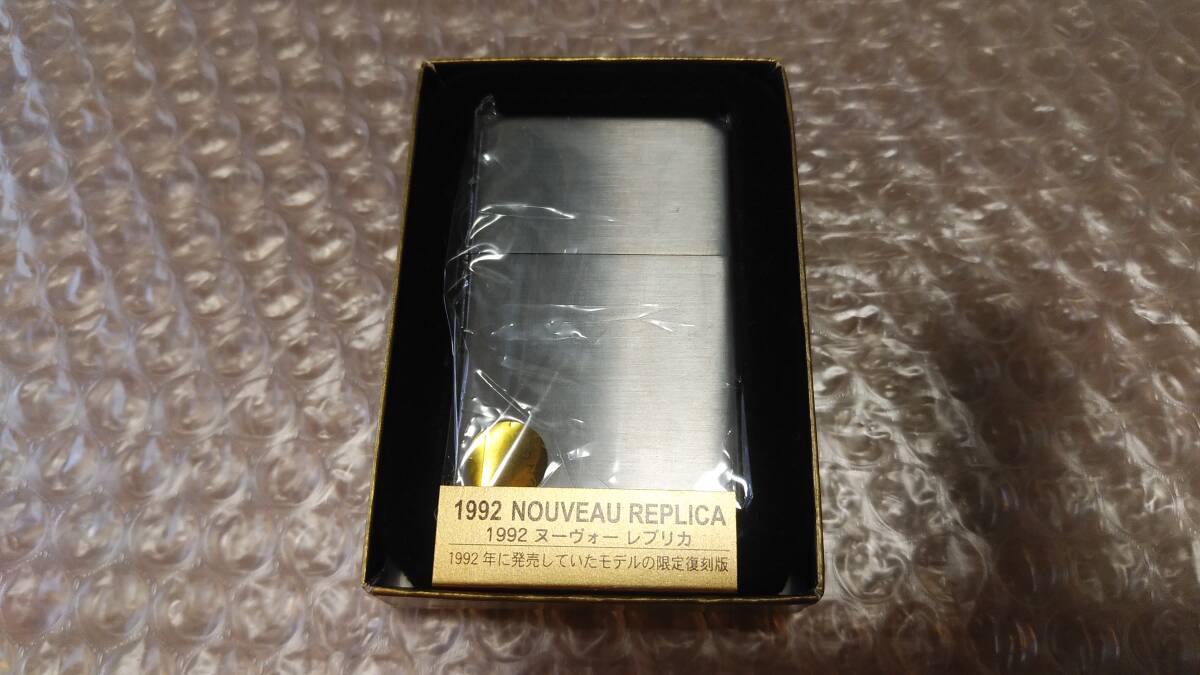 1992 NOUVEAU REPLICA
1992 ヌーヴォー レプリカ
1992 年に発売していたモデルの限定復刻版